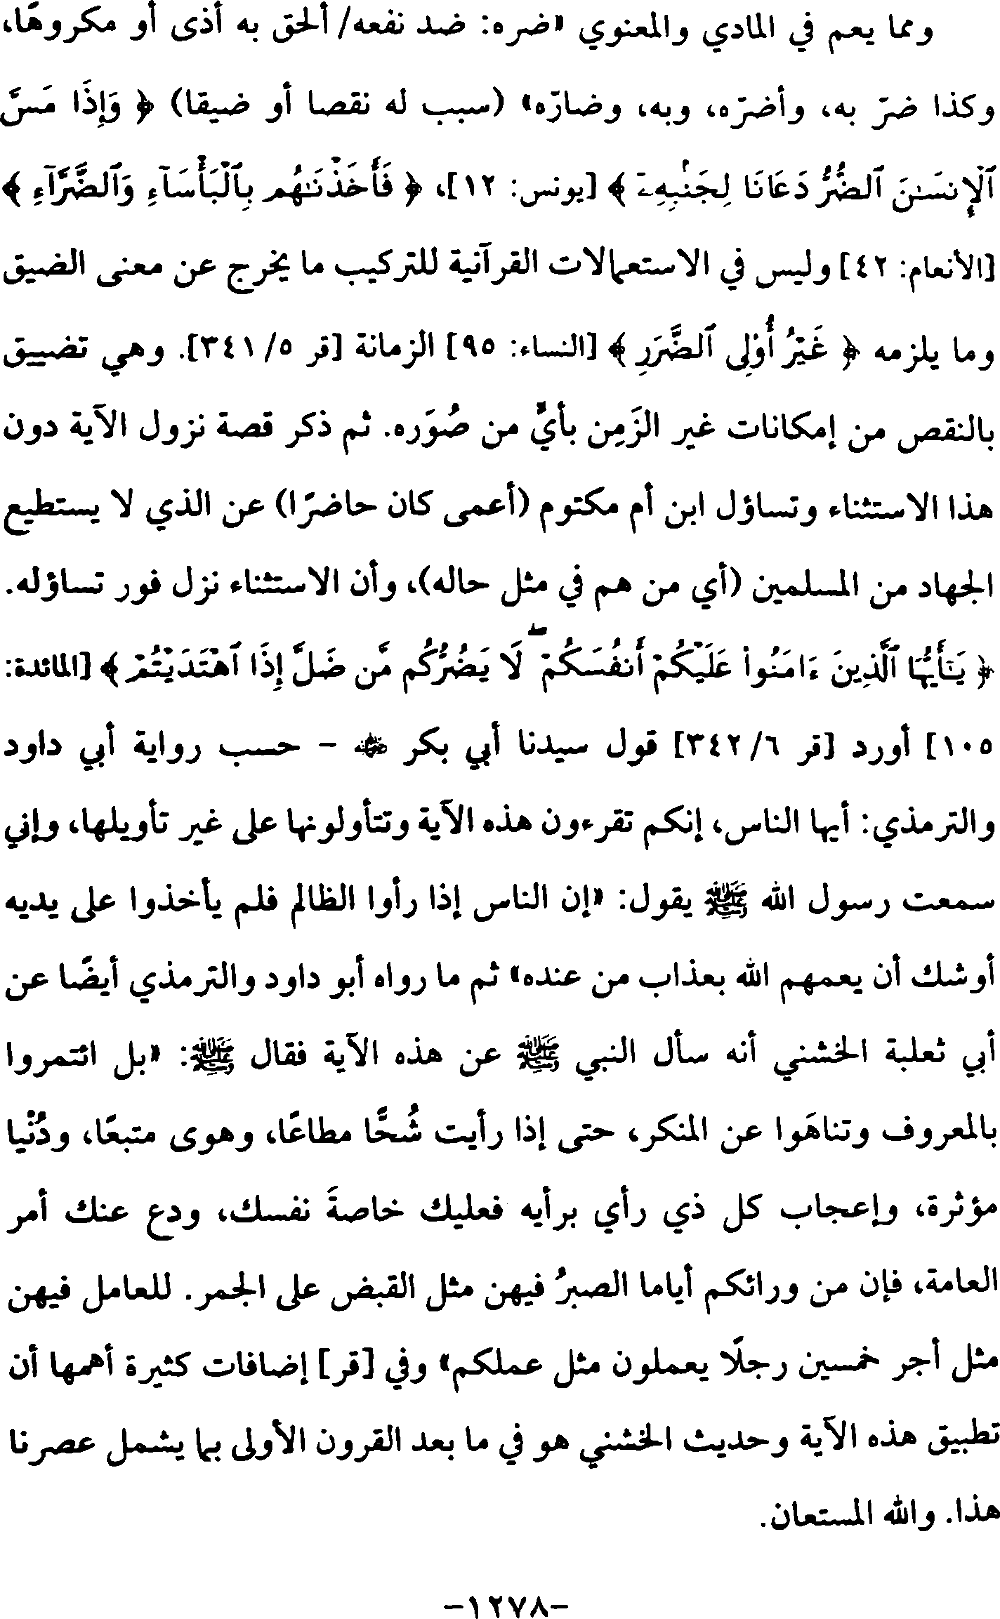 ومما يعم في المادي والمعنوي «ضره: ضد نفعه/ ألحق به أذى أو مكروهًا،
وكذا ضرّ به، وأضرّه، وبه، وضارّه» (سبب له نقصا أو ضيقا) ﴿ وَإِذَا مَسَّ
ٱلْإِنسَـٰنَ ٱلضُّرُّ دَعَانَا لِجَنۢبِهِۦٓ ﴾ [يونس: ١٢]، ﴿ فَأَخَذْنَـٰهُم بِٱلْبَأْسَآءِ وَٱلضَّرَّآءِ ﴾
[الأنعام: ٤٢] وليس في الاستعمالات القرآنية للتركيب ما يخرج عن معنى الضيق
وما يلزمه ﴿ غَيْرُ أُوْلِى ٱلضَّرَرِ ﴾ [النساء: ٩٥] الزمانة [قر ٥/ ٣٤١]. وهي تضييق
بالنقص من إمكانات غير الزَمِن بأيٍّ من صُوَره. ثم ذكر قصة نزول الآية دون
هذا الاستثناء وتساؤل ابن أم مكتوم (أعمى كان حاضرًا) عن الذي لا يستطيع
الجهاد من المسلمين (أي من هم في مثل حاله)، وأن الاستثناء نزل فور تساؤله.
﴿ يَـٰٓأَيُّهَا ٱلَّذِينَ ءَامَنُوا۟ عَلَيْكُمْ أَنفُسَكُمْ ۖ لَا يَضُرُّكُم مَّن ضَلَّ إِذَا ٱهْتَدَيْتُمْ ﴾ [المائدة:
١٠٥] أورد [قر ٦/ ٣٤٢] قول سيدنا أبي بكر ﷺ - حسب رواية أبي داود
والترمذي: أيها الناس، إنكم تقرءون هذه الآية وتتأولونها على غير تأويلها، وإني
سمعت رسول الله ﷺ يقول: «إن الناس إذا رأوا الظالم فلم يأخذوا على يديه
أوشك أن يعمهم الله بعذاب من عنده» ثم ما رواه أبو داود والترمذي أيضًا عن
أبي ثعلبة الخشني أنه سأل النبي ﷺ عن هذه الآية فقال ﷺ: «بل ائتمروا
بالمعروف وتناهَوا عن المنكر، حتى إذا رأيت شُحًّا مطاعًا، وهوى متبعًا، ودُنْيا
مؤثرة، وإعجاب كل ذي رأي برأيه فعليك خاصةَ نفسك، ودع عنك أمر
العامة، فإن من ورائكم أياما الصبرُ فيهن مثل القبض على الجمر. للعامل فيهن
مثل أجر خمسين رجلًا يعملون مثل عملكم» وفي [قر] إضافات كثيرة أهمها أن
تطبيق هذه الآية وحديث الخشني هو في ما بعد القرون الأولى بما يشمل عصرنا
هذا. والله المستعان.
-١٢٧٨-